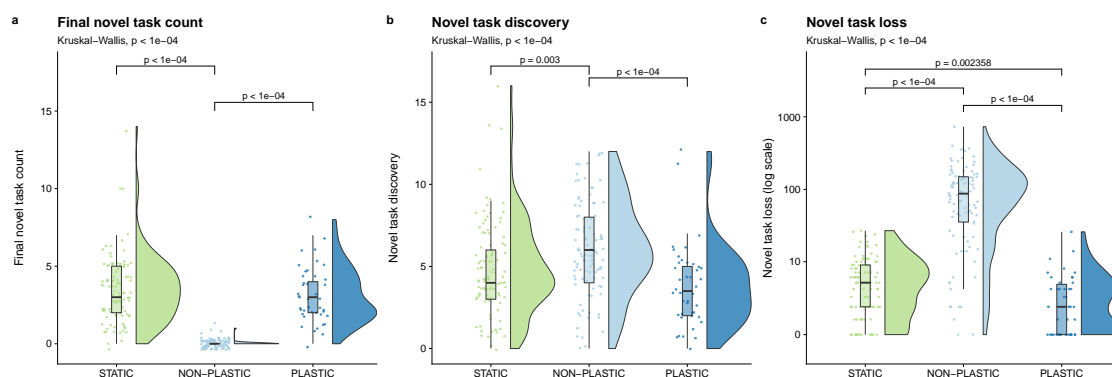 a
Final novel task count
Kruskal−Wallis, p < 1e−04
p < 1e−04
p < 1e−04
15
10
5
0
Final novel task count
STATIC
NON−PLASTIC
PLASTIC
b
Novel task discovery
Kruskal−Wallis, p < 1e−04
p = 0.003
p < 1e−04
15
10
5
0
Novel task discovery
STATIC
NON−PLASTIC
PLASTIC
c
Novel task loss
Kruskal−Wallis, p < 1e−04
p = 0.002358
p < 1e−04
p < 1e−04
1000
100
10
0
Novel task loss (log scale)
STATIC
NON−PLASTIC
PLASTIC